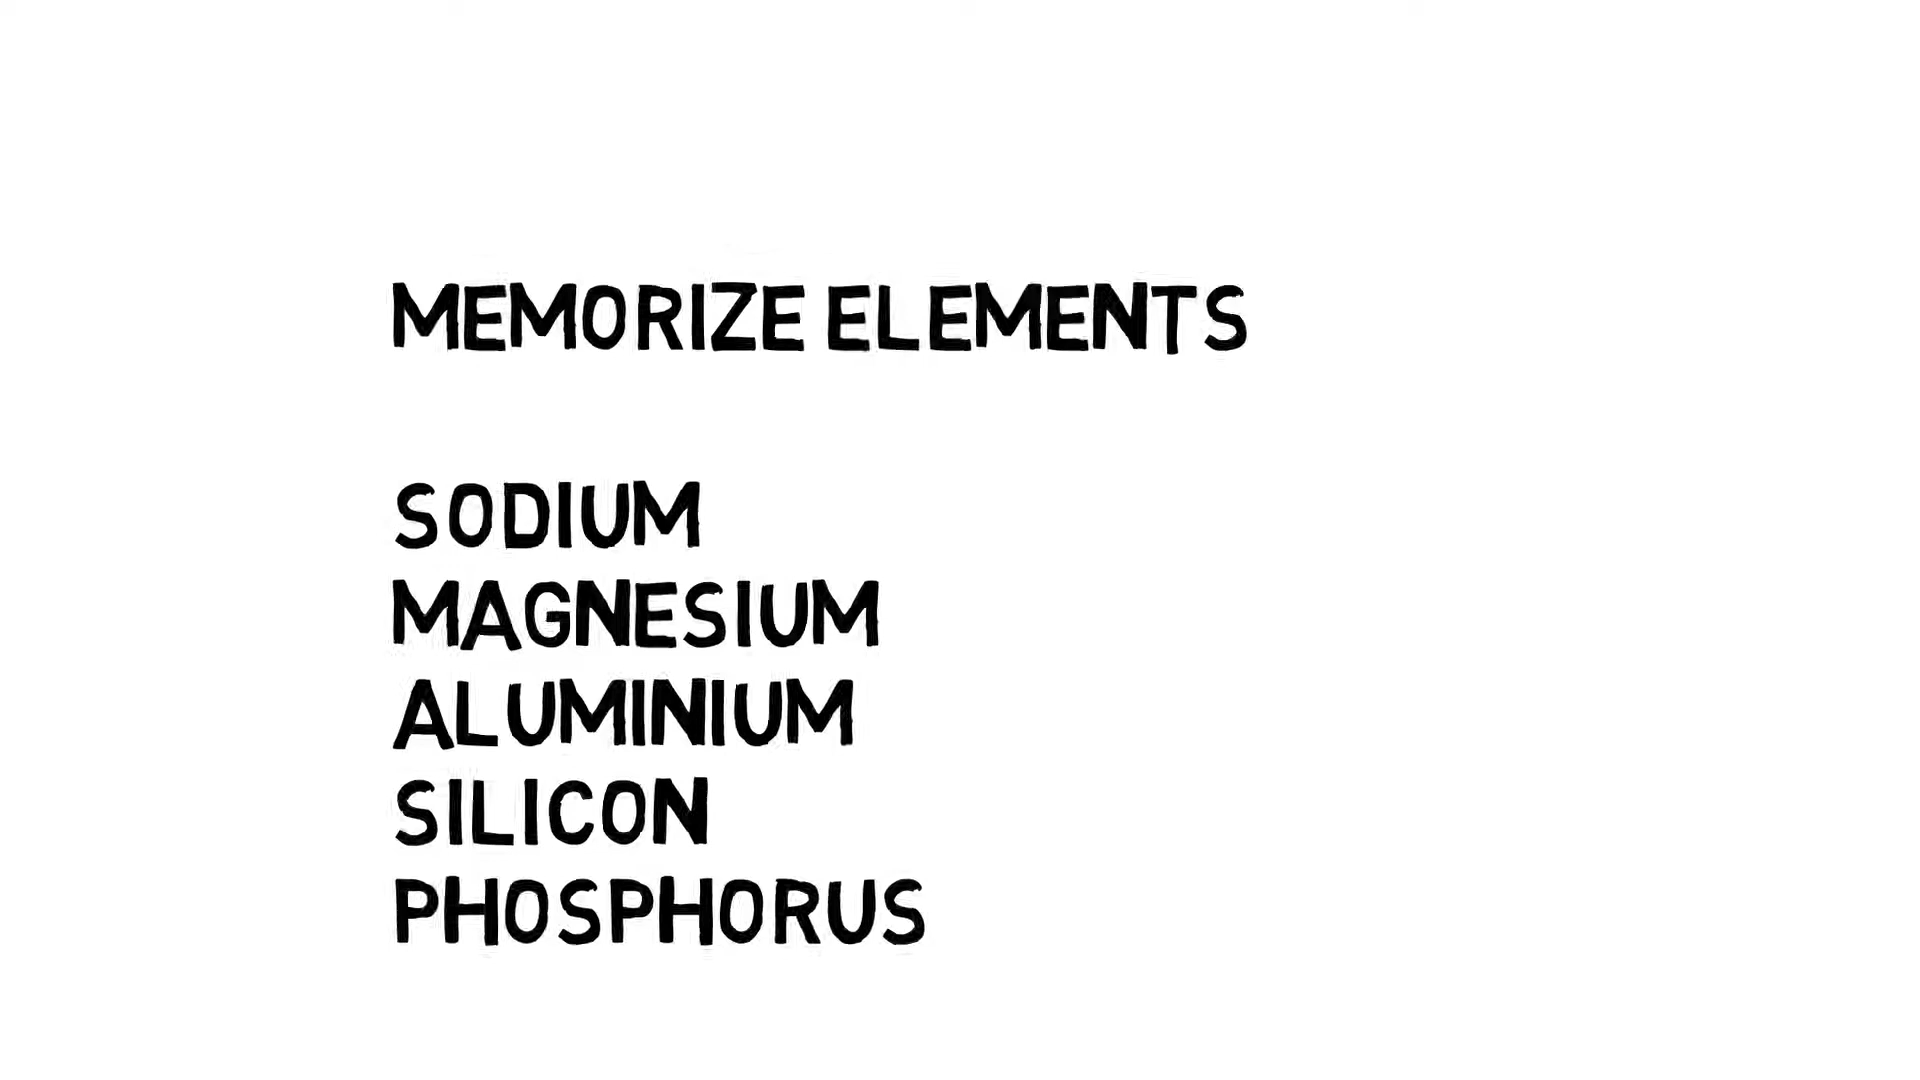 MEMORIZE ELEMENTS
SODIUM
MAGNESIUM
ALUMINIUM
SILICON
PHOSPHORUS